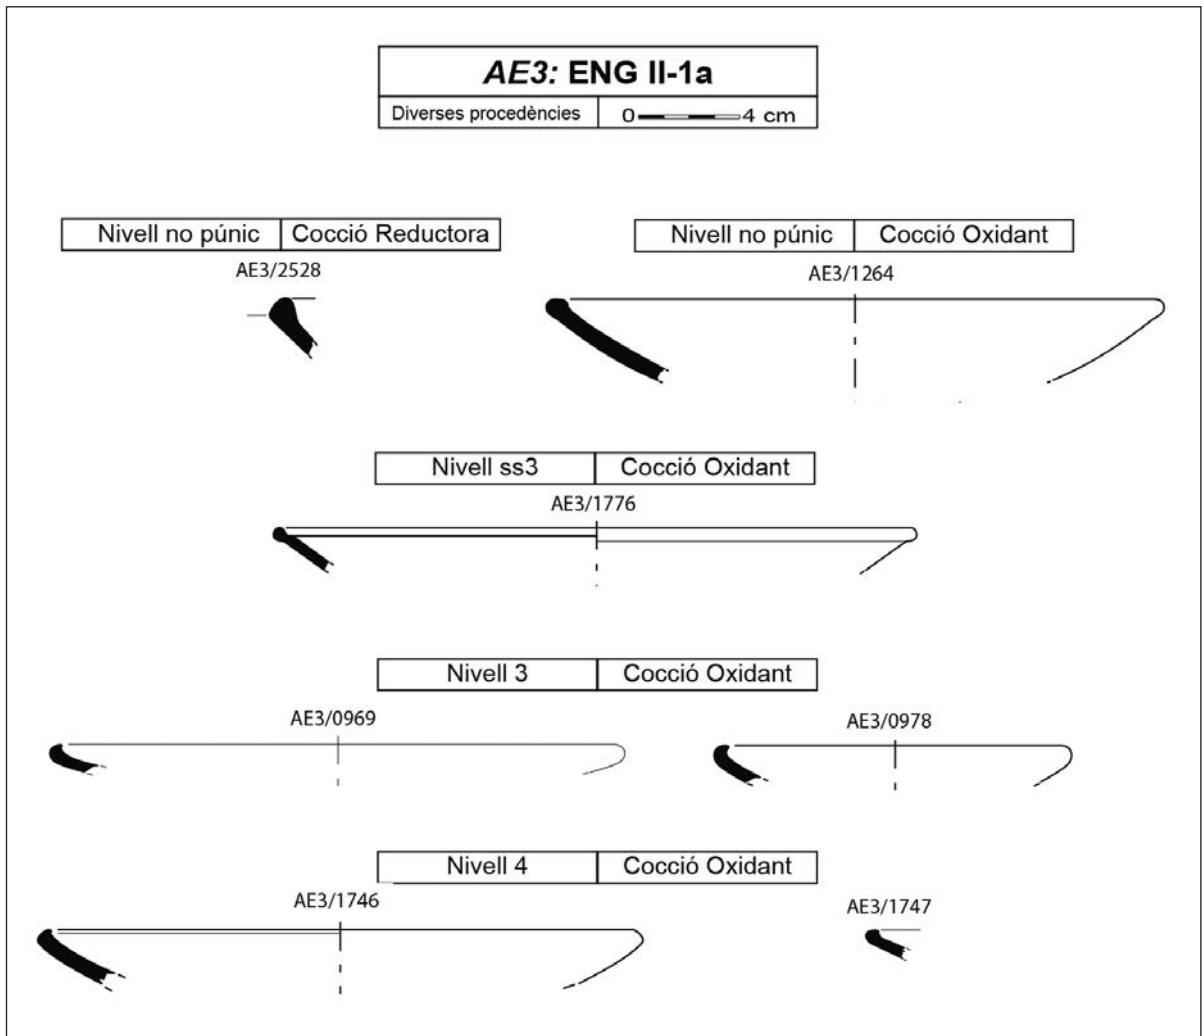 AE3: ENG II-1a
Diverses procedències 0 4 cm
Nivell no púnic Cocció Reductora
AE3/2528
Nivell no púnic Cocció Oxidant
AE3/1264
Nivell ss3 Cocció Oxidant
AE3/1776
Nivell 3 Cocció Oxidant
AE3/0969 AE3/0978
Nivell 4 Cocció Oxidant
AE3/1746 AE3/1747